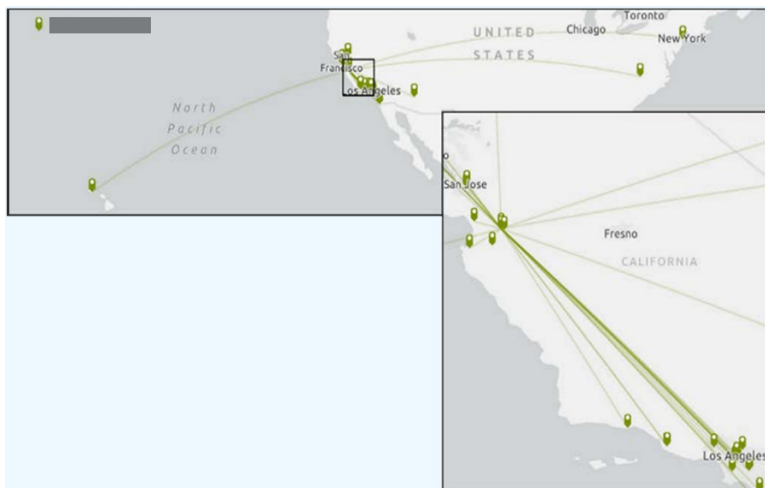 Toronto
Chicago
New York
UNITED
STATES
San
Francisco
Los Angeles
North
Pacific
Ocean
o
San Jose
Fresno
CALIFORNIA
Los Angeles